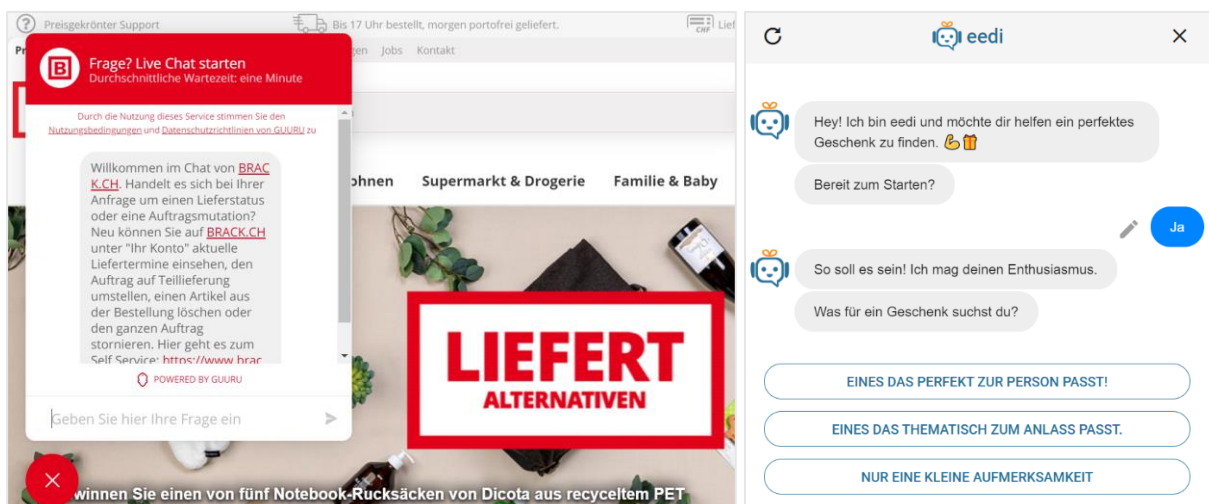 Preisgekrönter Support
Bis 17 Uhr bestellt, morgen portofrei geliefert.
CHF
Lief
Pr
gen Jobs Kontakt
Frage? Live Chat starten
Durchschnittliche Wartezeit: eine Minute
Durch die Nutzung dieses Service stimmen Sie den
Nutzungsbedingungen und Datenschutzrichtlinien von GUURU zu
Willkommen im Chat von BRAC
K.CH. Handelt es sich bei Ihrer
Anfrage um einen Lieferstatus
oder eine Auftragsmutation?
Neu können Sie auf BRACK.CH
unter "Ihr Konto" aktuelle
Liefertermine einsehen, den
Auftrag auf Teillieferung
umstellen, einen Artikel aus
der Bestellung löschen oder
den ganzen Auftrag
stornieren. Hier geht es zum
Self Service: https://www.brac
POWERED BY GUURU
Geben Sie hier Ihre Frage ein
ohnen Supermarkt & Drogerie Familie & Baby
LIEFERT
ALTERNATIVEN
winnen Sie einen von fünf Notebook-Rucksäcken von Dicota aus recyceltem PET
eedi
Hey! Ich bin eedi und möchte dir helfen ein perfektes
Geschenk zu finden. 💪🎁
Bereit zum Starten?
Ja
So soll es sein! Ich mag deinen Enthusiasmus.
Was für ein Geschenk suchst du?
EINES DAS PERFEKT ZUR PERSON PASST!
EINES DAS THEMATISCH ZUM ANLASS PASST.
NUR EINE KLEINE AUFMERKSAMKEIT